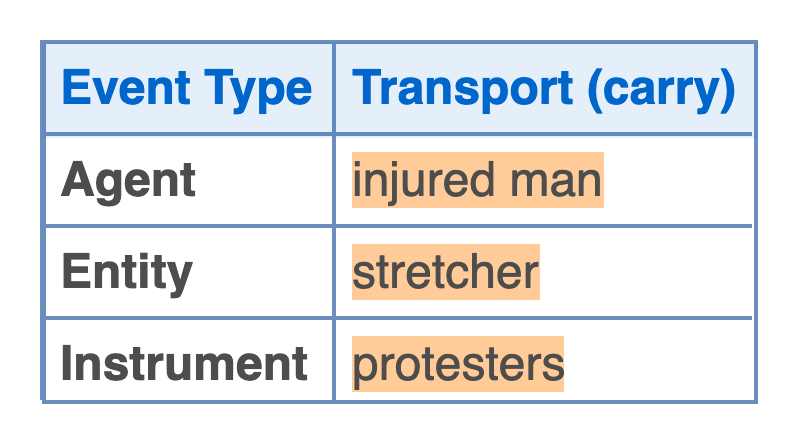 Event Type Transport (carry)
Agent injured man
Entity stretcher
Instrument protesters